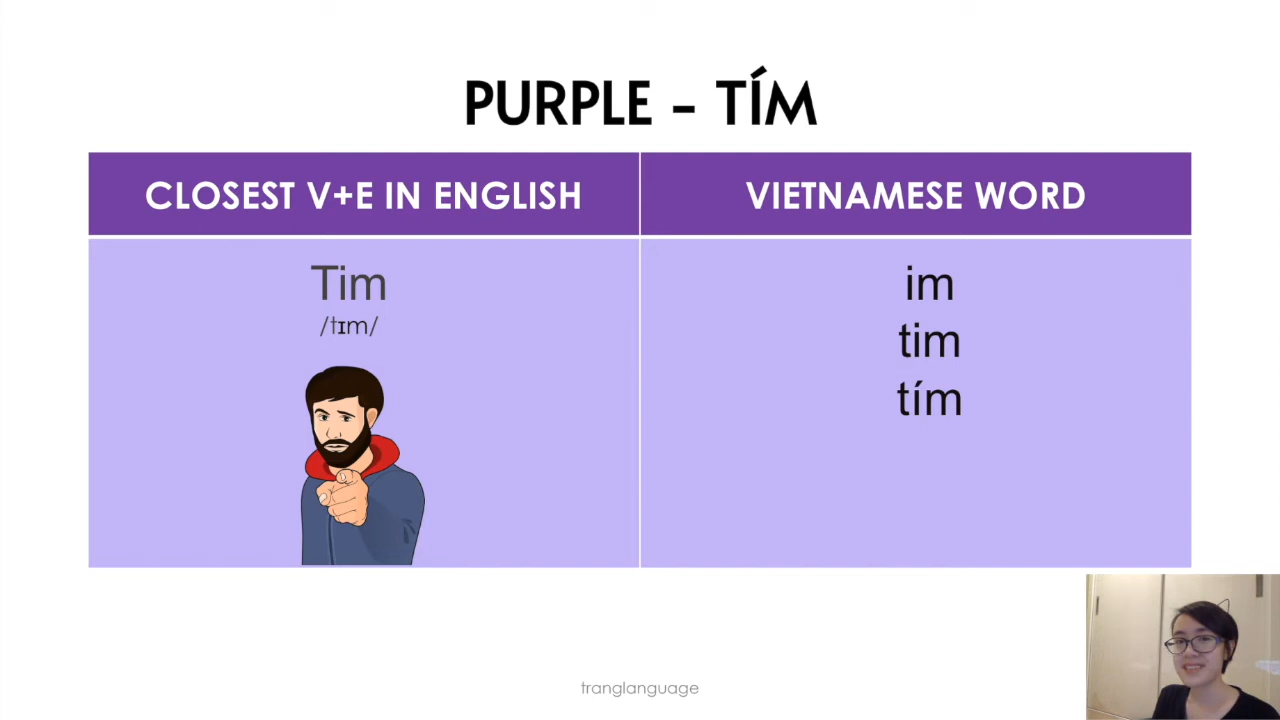 PURPLE - TÍM
CLOSEST V+E IN ENGLISH
VIETNAMESE WORD
Tim
/tɪm/
im
tim
tím
tranglanguage